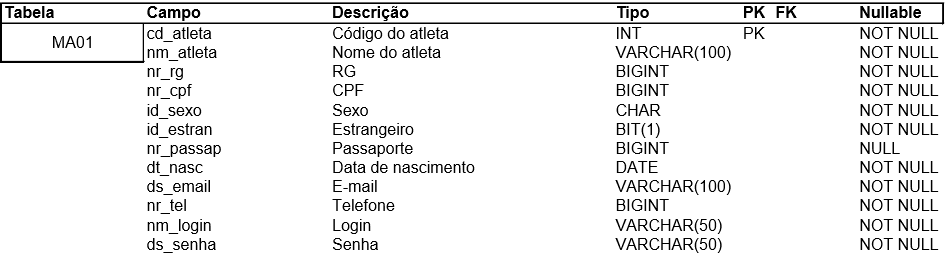 Tabela Campo Descrição Tipo PK FK Nullable
MA01 cd_atleta Código do atleta INT PK NOT NULL
nm_atleta Nome do atleta VARCHAR(100) NOT NULL
nr_rg RG BIGINT NOT NULL
nr_cpf CPF BIGINT NOT NULL
id_sexo Sexo CHAR NOT NULL
id_estran Estrangeiro BIT(1) NOT NULL
nr_passap Passaporte BIGINT NULL
dt_nasc Data de nascimento DATE NOT NULL
ds_email E-mail VARCHAR(100) NOT NULL
nr_tel Telefone BIGINT NOT NULL
nm_login Login VARCHAR(50) NOT NULL
ds_senha Senha VARCHAR(50) NOT NULL